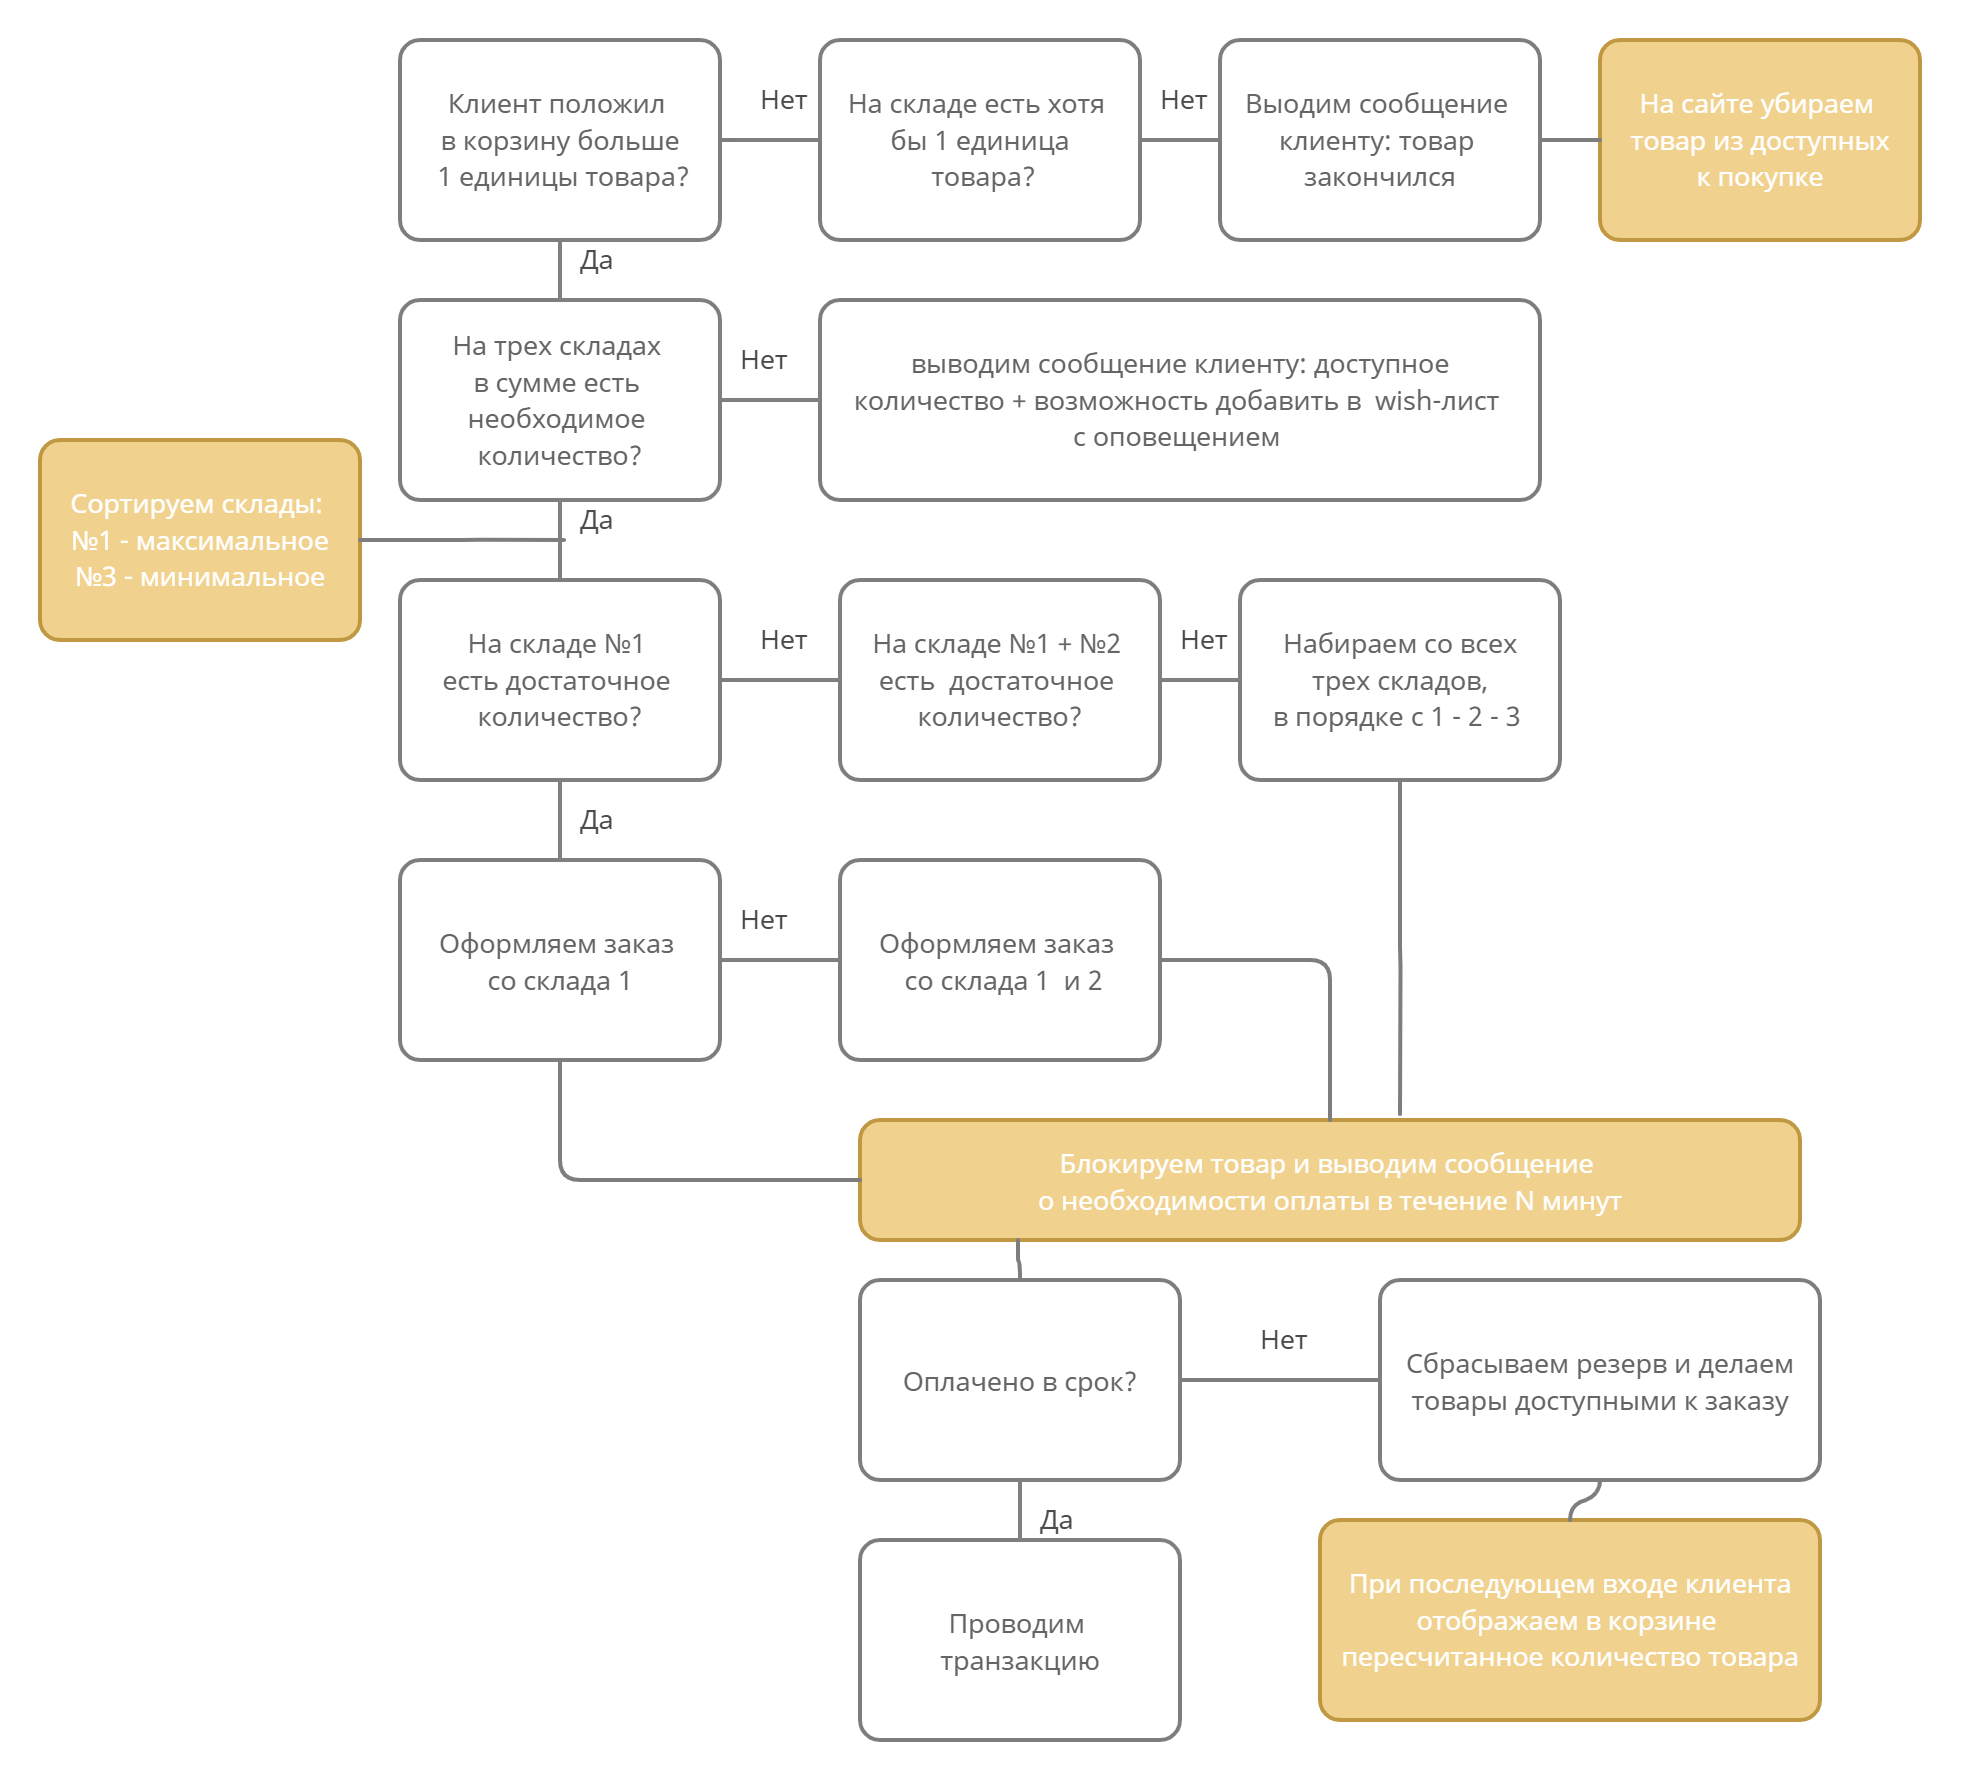 Клиент положил
в корзину больше
1 единицы товара?
Нет
На складе есть хотя
бы 1 единица
товара?
Нет
Выодим сообщение
клиенту: товар
закончился
На сайте убираем
товар из доступных
к покупке
Да
На трех складах
в сумме есть
необходимое
количество?
Нет
выводим сообщение клиенту: доступное
количество + возможность добавить в wish-лист
с оповещением
Сортируем склады:
№1 - максимальное
№3 - минимальное
Да
На складе №1
есть достаточное
количество?
Нет
На складе №1 + №2
есть достаточное
количество?
Нет
Набираем со всех
трех складов,
в порядке с 1 - 2 - 3
Да
Оформляем заказ
со склада 1
Нет
Оформляем заказ
со склада 1 и 2
Блокируем товар и выводим сообщение
о необходимости оплаты в течение N минут
Оплачено в срок?
Нет
Сбрасываем резерв и делаем
товары доступными к заказу
Да
Проводим
транзакцию
При последующем входе клиента
отображаем в корзине
пересчитанное количество товара